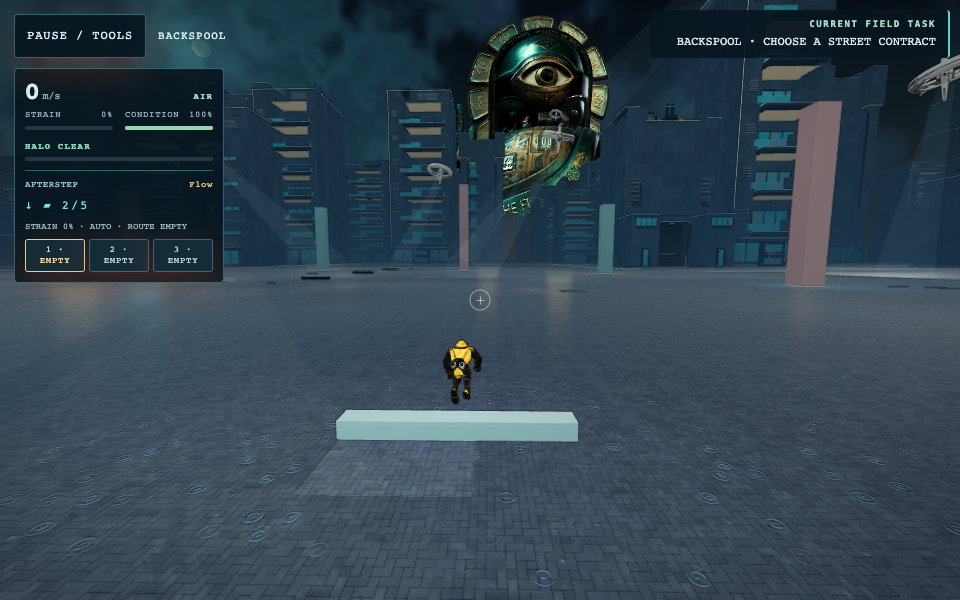 PAUSE / TOOLS
BACKSPOOL
CURRENT FIELD TASK
BACKSPOOL · CHOOSE A STREET CONTRACT
0 m/s
AIR
STRAIN 0%
CONDITION 100%
HALO CLEAR
AFTERSTEP
Flow
↓ ▰ 2/5
STRAIN 0% · AUTO · ROUTE EMPTY
1 · EMPTY
2 · EMPTY
3 · EMPTY